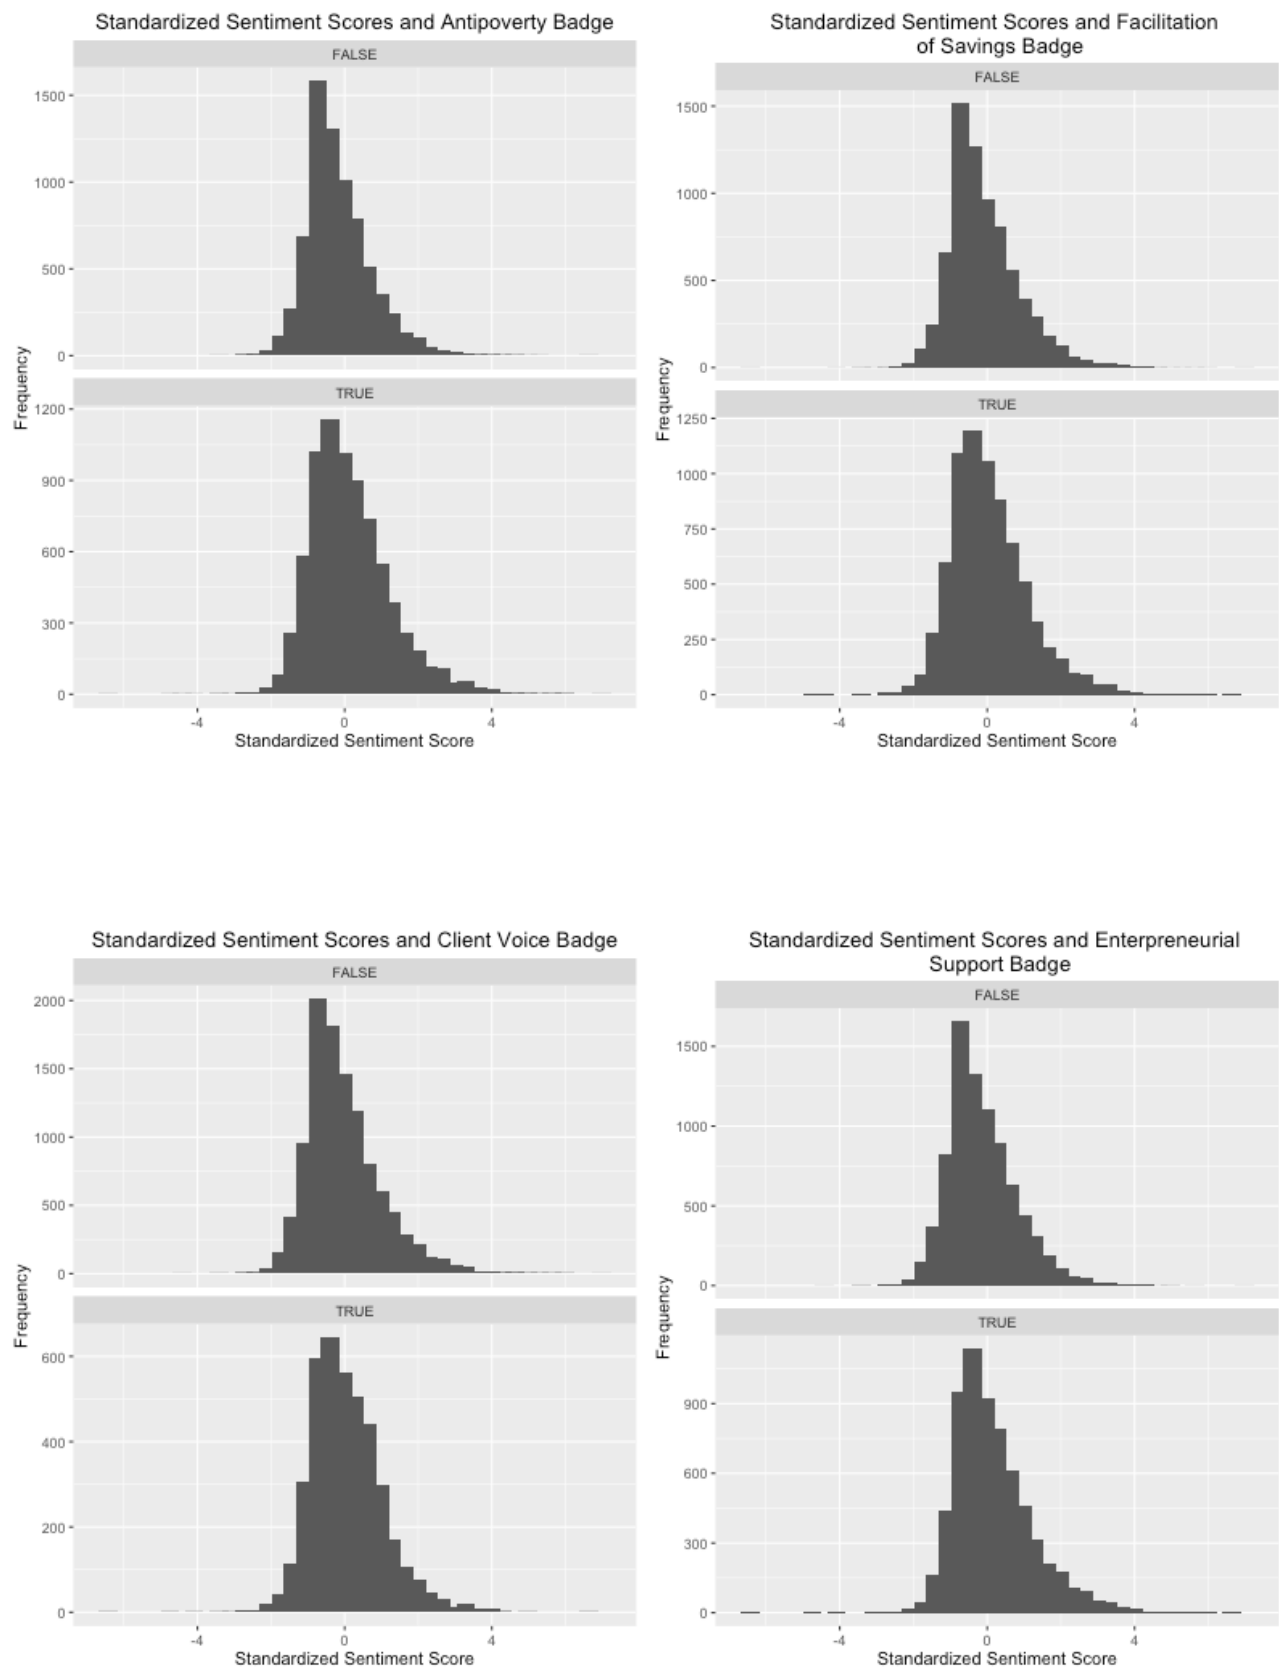 Standardized Sentiment Scores and Antipoverty Badge
FALSE
1500
1000
500
0
TRUE
1200
900
600
300
0
Frequency
-4 0 4
Standardized Sentiment Score
Standardized Sentiment Scores and Facilitation
of Savings Badge
FALSE
1500
1000
500
0
TRUE
1250
1000
750
500
250
0
Frequency
-4 0 4
Standardized Sentiment Score
Standardized Sentiment Scores and Client Voice Badge
FALSE
2000
1500
1000
500
0
TRUE
600
400
200
0
Frequency
-4 0 4
Standardized Sentiment Score
Standardized Sentiment Scores and Enterpreneurial
Support Badge
FALSE
1500
1000
500
0
TRUE
900
600
300
0
Frequency
-4 0 4
Standardized Sentiment Score